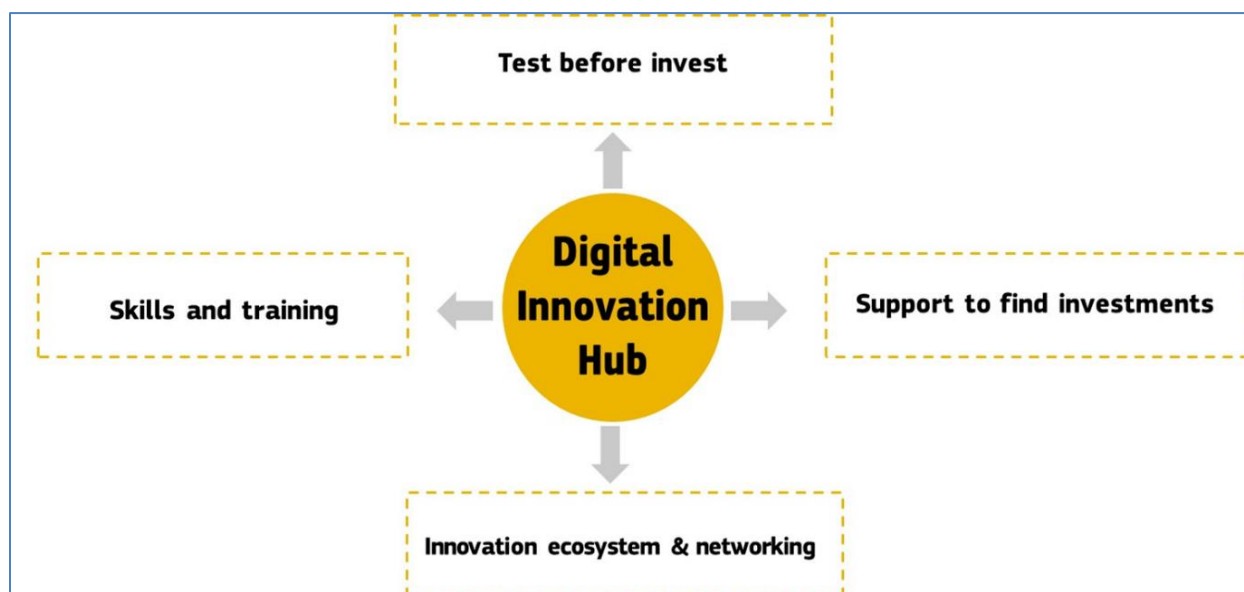 Test before invest
Skills and training
Digital
Innovation
Hub
Support to find investments
Innovation ecosystem & networking